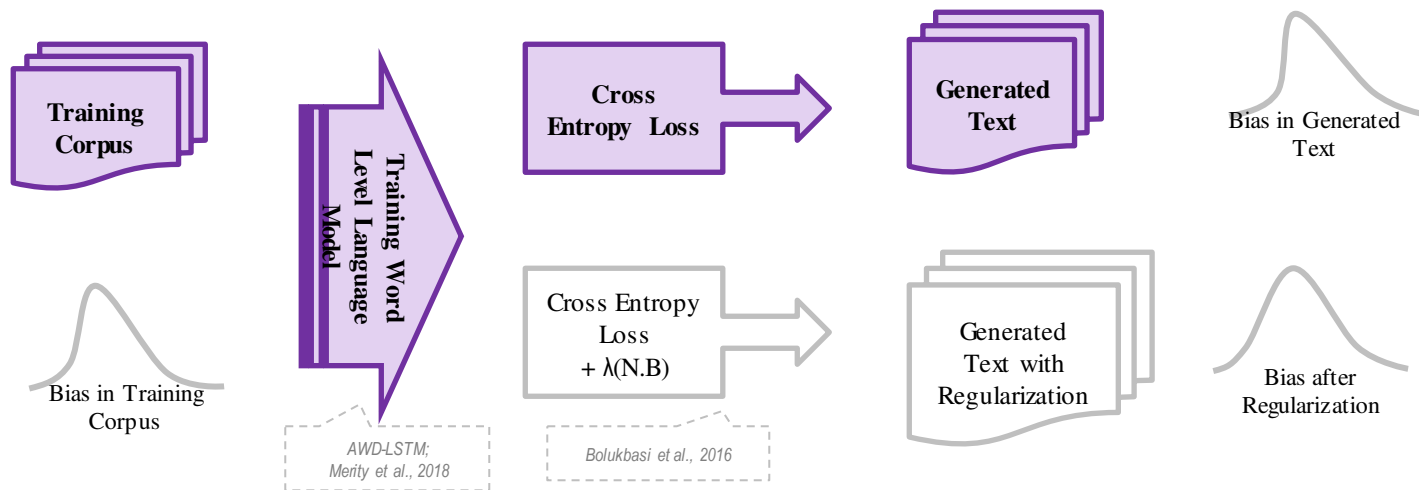 Training
Corpus
Bias in Training
Corpus
Training Word
Level Language
Model
AWD-LSTM;
Merity et al., 2018
Cross
Entropy Loss
Cross Entropy
Loss
+ λ(N.B)
Bolukbasi et al., 2016
Generated
Text
Bias in Generated
Text
Generated
Text with
Regularization
Bias after
Regularization